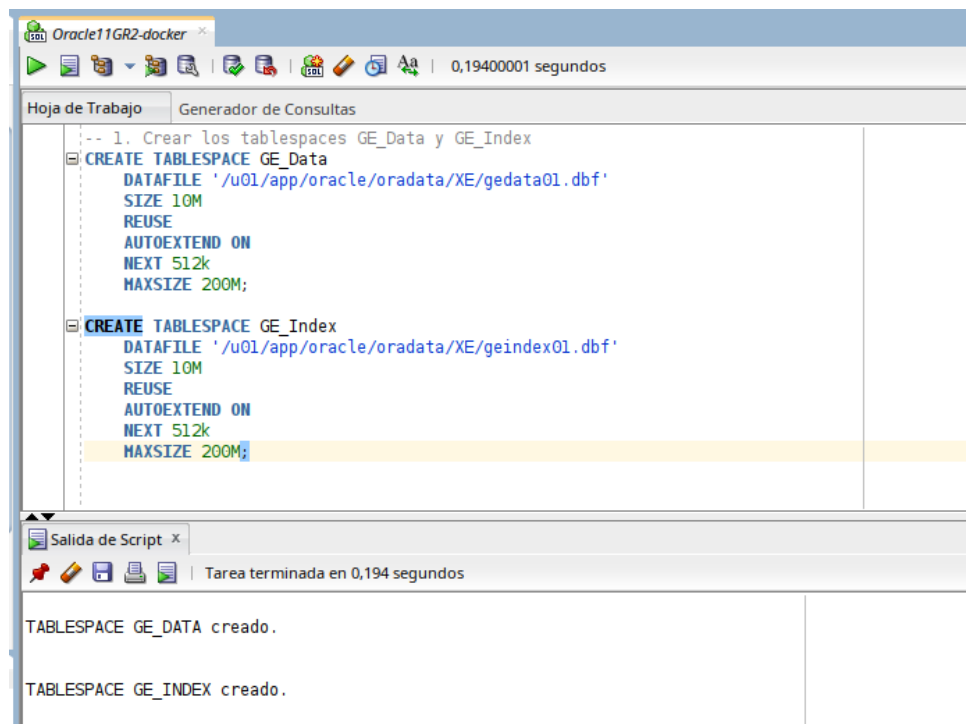 Oracle11GR2-docker
0,19400001 segundos
Hoja de Trabajo Generador de Consultas
-- 1. Crear los tablespaces GE_Data y GE_Index
CREATE TABLESPACE GE_Data
DATAFILE '/u01/app/oracle/oradata/XE/gedata01.dbf'
SIZE 10M
REUSE
AUTOEXTEND ON
NEXT 512k
MAXSIZE 200M;
CREATE TABLESPACE GE_Index
DATAFILE '/u01/app/oracle/oradata/XE/geindex01.dbf'
SIZE 10M
REUSE
AUTOEXTEND ON
NEXT 512k
MAXSIZE 200M;
Salida de Script x
Tarea terminada en 0,194 segundos
TABLESPACE GE_DATA creado.
TABLESPACE GE_INDEX creado.